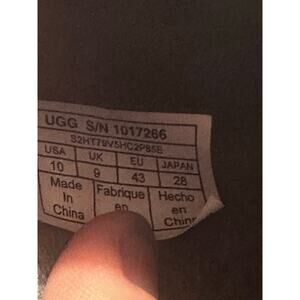 UGG S/N 1017266
S2HT79V5HC2P85E
USA UK EU JAPAN
10 9 43 28
Made Fabrique Hecho
In en en
China China